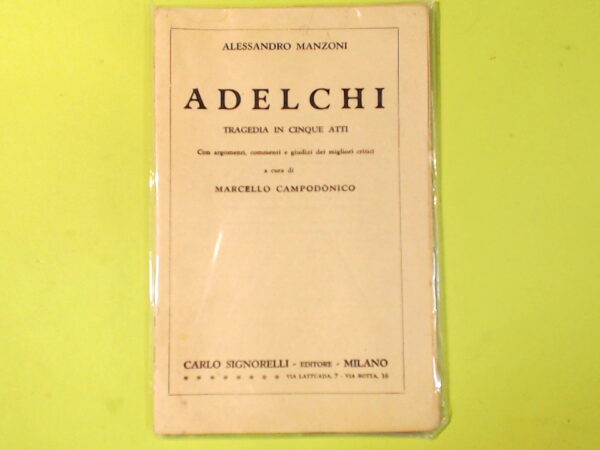 ALESSANDRO MANZONI
ADELCHI
TRAGEDIA IN CINQUE ATTI
Con argomenti, commenti e giudizi dei migliori critici
a cura di
MARCELLO CAMPODÒNICO
CARLO SIGNORELLI - EDITORE - MILANO
* * * * * * * * VIA LATTUADA, 7 - VIA BOTTA, 10